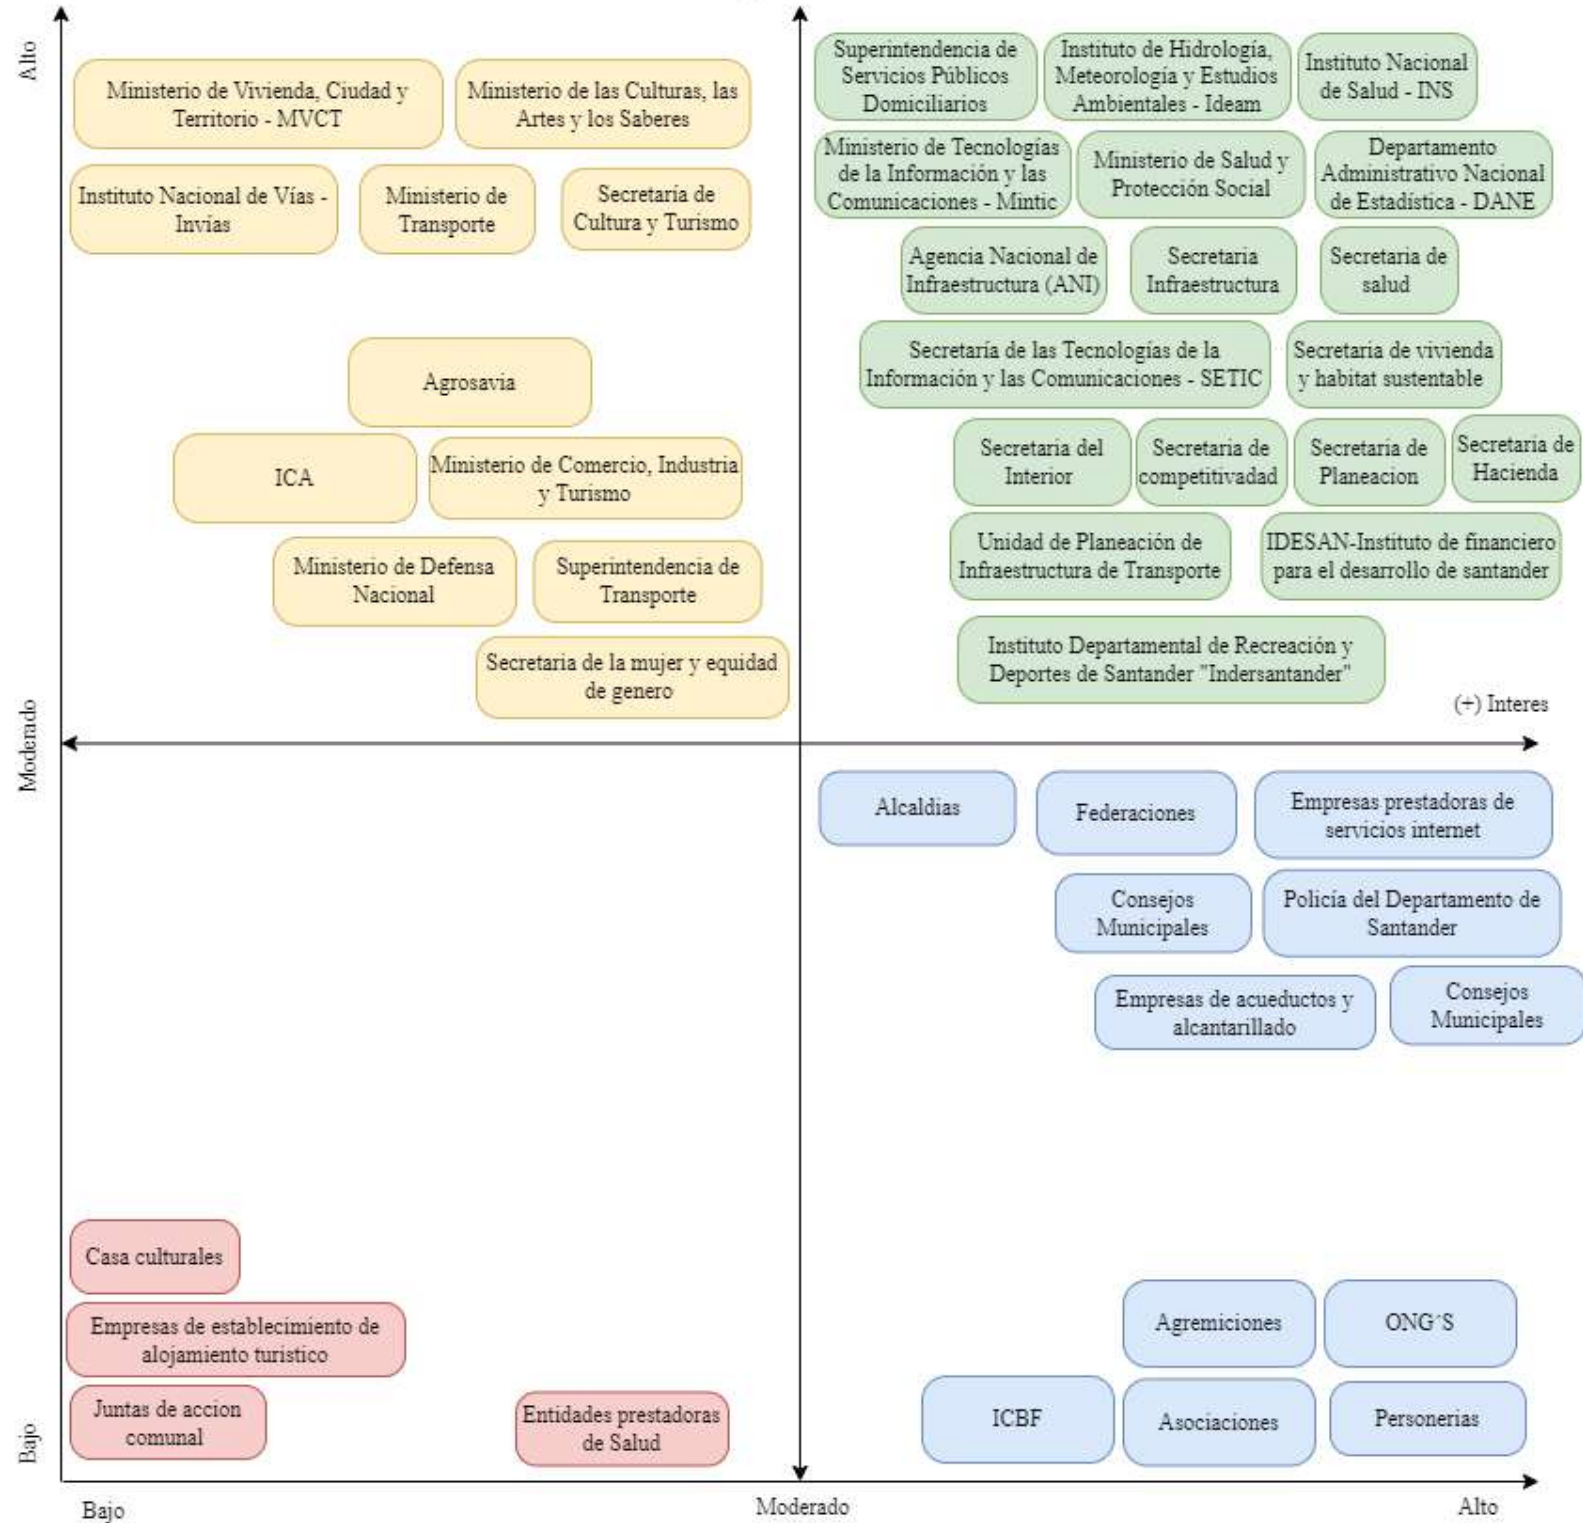 Alto
Ministerio de Vivienda, Ciudad y
Territorio - MVCT
Ministerio de las Culturas, las
Artes y los Saberes
Instituto Nacional de Vías -
Invías
Ministerio de
Transporte
Secretaría de
Cultura y Turismo
Agrosavia
ICA
Ministerio de Comercio, Industria
y Turismo
Ministerio de Defensa
Nacional
Superintendencia de
Transporte
Secretaria de la mujer y equidad
de genero
Superintendencia de
Servicios Públicos
Domiciliarios
Instituto de Hidrología,
Meteorología y Estudios
Ambientales - Ideam
Instituto Nacional
de Salud - INS
Ministerio de Tecnologías
de la Información y las
Comunicaciones - Mintic
Ministerio de Salud y
Protección Social
Departamento
Administrativo Nacional
de Estadística - DANE
Agencia Nacional de
Infraestructura (ANI)
Secretaria
Infraestructura
Secretaria de
salud
Secretaría de las Tecnologías de la
Información y las Comunicaciones - SETIC
Secretaria de vivienda
y habitat sustentable
Secretaria del
Interior
Secretaria de
competitivadad
Secretaria de
Planeacion
Secretaria de
Hacienda
Unidad de Planeación de
Infraestructura de Transporte
IDESAN-Instituto de financiero
para el desarrollo de santander
Instituto Departamental de Recreación y
Deportes de Santander "Indersantander"
(+) Interes
Moderado
Alcaldias
Federaciones
Empresas prestadoras de
servicios internet
Consejos
Municipales
Policía del Departamento de
Santander
Empresas de acueductos y
alcantarillado
Consejos
Municipales
Casa culturales
Empresas de establecimiento de
alojamiento turistico
Juntas de accion
comunal
Entidades prestadoras
de Salud
Agremiciones
ONG´S
ICBF
Asociaciones
Personerias
Bajo
Bajo
Moderado
Alto